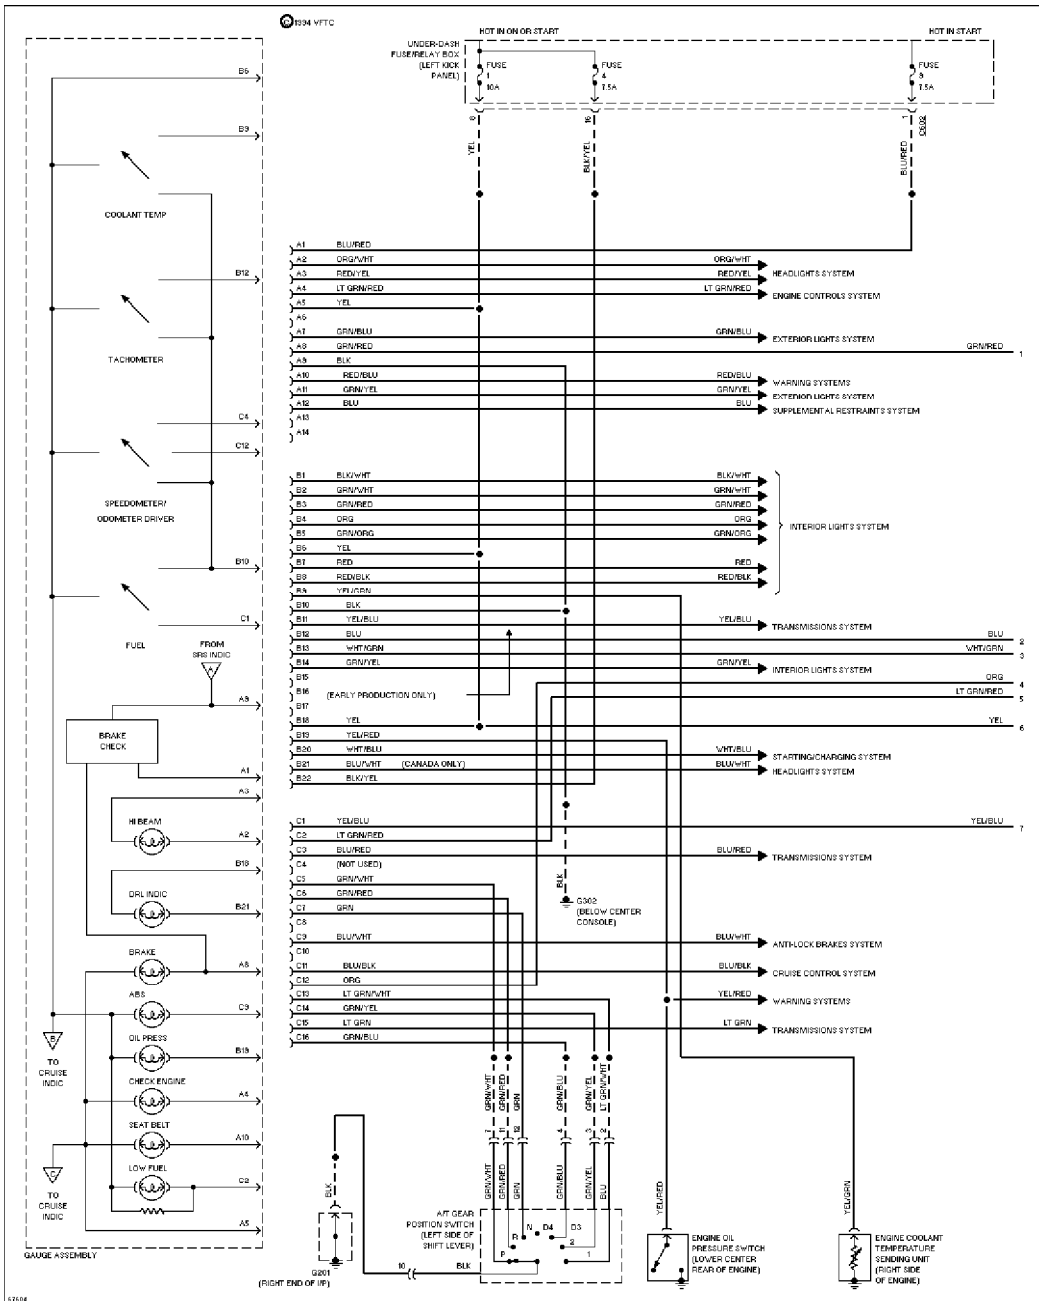 © 1994 VFTC
HOT IN ON OR START
HOT IN START
UNDER-DASH
FUSE/RELAY BOX
(LEFT KICK
PANEL)
FUSE
1
10A
FUSE
4
7.5A
FUSE
9
7.5A
6
16
1
C502
YEL
BLK/YEL
BLU/RED
B6
B9
COOLANT TEMP
B12
TACHOMETER
C4
C12
SPEEDOMETER/
ODOMETER DRIVER
B10
C1
FUEL
FROM
SRS INDIC
A
A9
BRAKE
CHECK
A1
A3
HI BEAM
A2
B18
DRL INDIC
B21
BRAKE
A8
ABS
C9
B
TO
CRUISE
INDIC
OIL PRESS
B19
CHECK ENGINE
A4
SEAT BELT
A10
C
TO
CRUISE
INDIC
LOW FUEL
C2
A5
GAUGE ASSEMBLY
A1 BLU/RED
A2 ORG/WHT ORG/WHT
HEADLIGHTS SYSTEM
A3 RED/YEL RED/YEL
A4 LT GRN/RED LT GRN/RED ENGINE CONTROLS SYSTEM
A5 YEL
A6
A7 GRN/BLU GRN/BLU EXTERIOR LIGHTS SYSTEM
A8 GRN/RED GRN/RED 1
A9 BLK
A10 RED/BLU RED/BLU WARNING SYSTEMS
A11 GRN/YEL GRN/YEL EXTERIOR LIGHTS SYSTEM
A12 BLU BLU SUPPLEMENTAL RESTRAINTS SYSTEM
A13
A14
B1 BLK/WHT BLK/WHT
B2 GRN/WHT GRN/WHT
B3 GRN/RED GRN/RED
B4 ORG ORG
INTERIOR LIGHTS SYSTEM
B5 GRN/ORG GRN/ORG
B6 YEL
B7 RED RED
B8 RED/BLK RED/BLK
B9 YEL/GRN
B10 BLK
B11 YEL/BLU YEL/BLU TRANSMISSIONS SYSTEM
B12 BLU BLU 2
B13 WHT/GRN WHT/GRN 3
B14 GRN/YEL GRN/YEL INTERIOR LIGHTS SYSTEM
B15
ORG 4
B16 (EARLY PRODUCTION ONLY)
LT GRN/RED 5
B17
B18 YEL YEL 6
B19 YEL/RED
B20 WHT/BLU WHT/BLU STARTING/CHARGING SYSTEM
B21 BLU/WHT (CANADA ONLY) BLU/WHT HEADLIGHTS SYSTEM
B22 BLK/YEL
C1 YEL/BLU YEL/BLU 7
C2 LT GRN/RED
C3 BLU/RED BLU/RED TRANSMISSIONS SYSTEM
C4 (NOT USED)
C5 GRN/WHT
C6 GRN/RED
C7 GRN
C8
C9 BLU/WHT BLU/WHT ANTI-LOCK BRAKES SYSTEM
C10
C11 BLU/BLK BLU/BLK CRUISE CONTROL SYSTEM
C12 ORG
C13 LT GRN/WHT YEL/RED WARNING SYSTEMS
C14 GRN/YEL
C15 LT GRN LT GRN TRANSMISSIONS SYSTEM
C16 GRN/BLU
BLK
G302
(BELOW CENTER
CONSOLE)
GRN/WHT
GRN/RED
GRN
GRN/BLU
GRN/YEL
LT GRN/WHT
7
11
12
4
3
2
GRN/WHT
GRN/RED
GRN
GRN/BLU
GRN/YEL
BLU
YEL/RED
YEL/GRN
BLK
G201
(RIGHT END OF I/P)
10
BLK
A/T GEAR
POSITION SWITCH
(LEFT SIDE OF
SHIFT LEVER)
N D4 D3
R 2
P 1
ENGINE OIL
PRESSURE SWITCH
(LOWER CENTER
REAR OF ENGINE)
ENGINE COOLANT
TEMPERATURE
SENDING UNIT
(RIGHT SIDE
OF ENGINE)